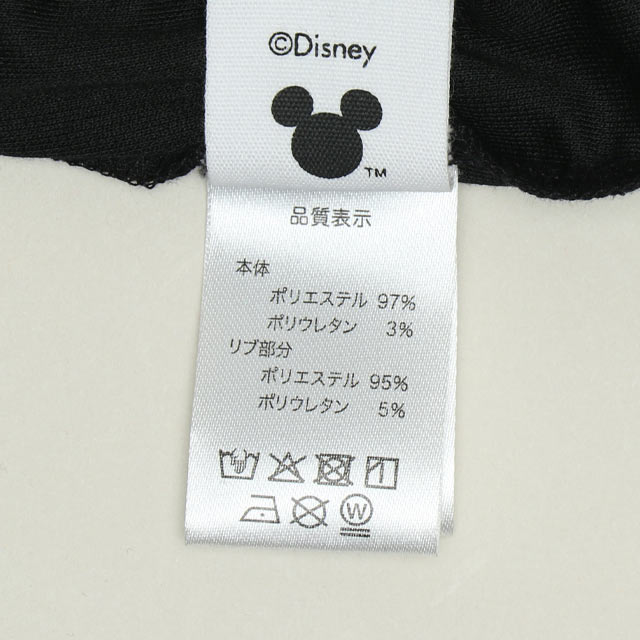 ©Disney
TM
品質表示
本体
ポリエステル 97%
ポリウレタン 3%
リブ部分
ポリエステル 95%
ポリウレタン 5%
W